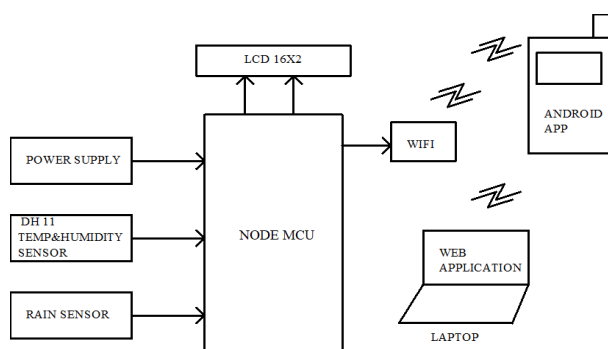 LCD 16X2
POWER SUPPLY
DH 11
TEMP&HUMIDITY
SENSOR
RAIN SENSOR
NODE MCU
WIFI
ANDROID
APP
WEB
APPLICATION
LAPTOP